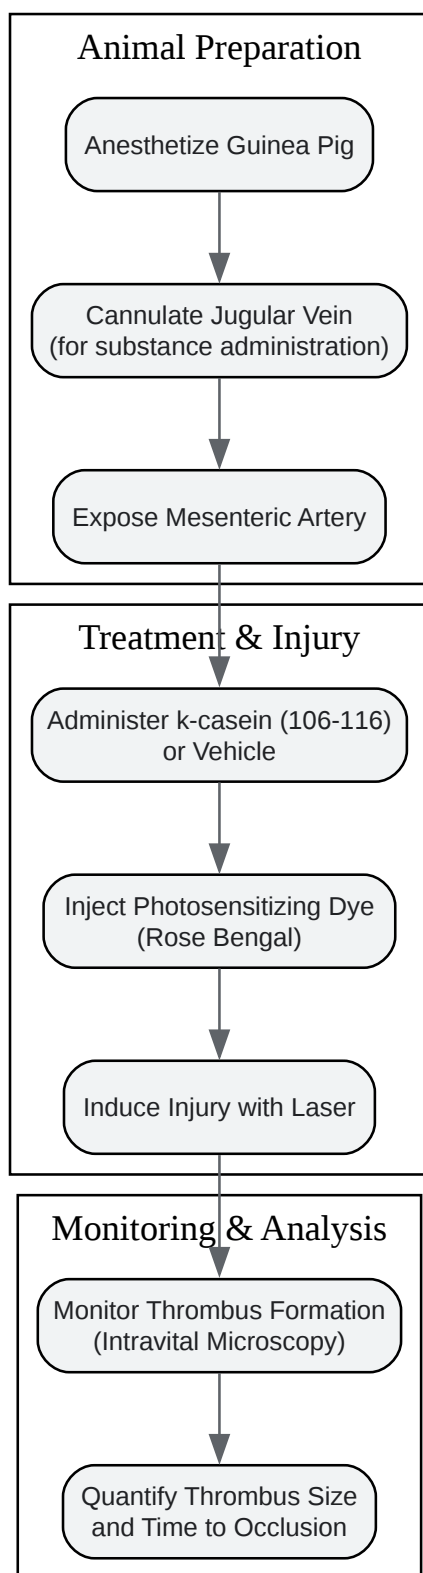 Animal Preparation
Anesthetize Guinea Pig
Cannulate Jugular Vein
(for substance administration)
Expose Mesenteric Artery
Treatment & Injury
Administer k-casein (106-116)
or Vehicle
Inject Photosensitizing Dye
(Rose Bengal)
Induce Injury with Laser
Monitoring & Analysis
Monitor Thrombus Formation
(Intravital Microscopy)
Quantify Thrombus Size
and Time to Occlusion